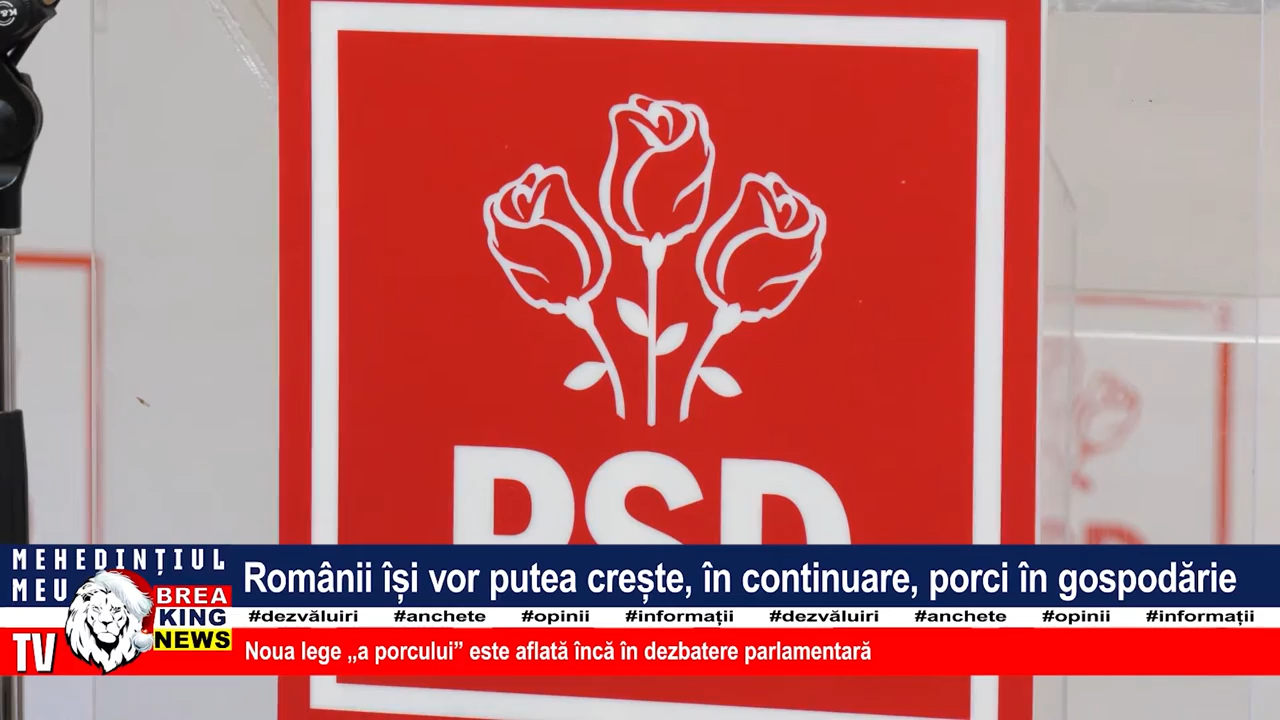 PSD
MEHEDINȚIUL
MEU
TV
BREA
KING
NEWS
Românii își vor putea crește, în continuare, porci în gospodărie
#dezvăluiri #anchete #opinii #informații #dezvăluiri #anchete #opinii #informații
Noua lege „a porcului” este aflată încă în dezbatere parlamentară